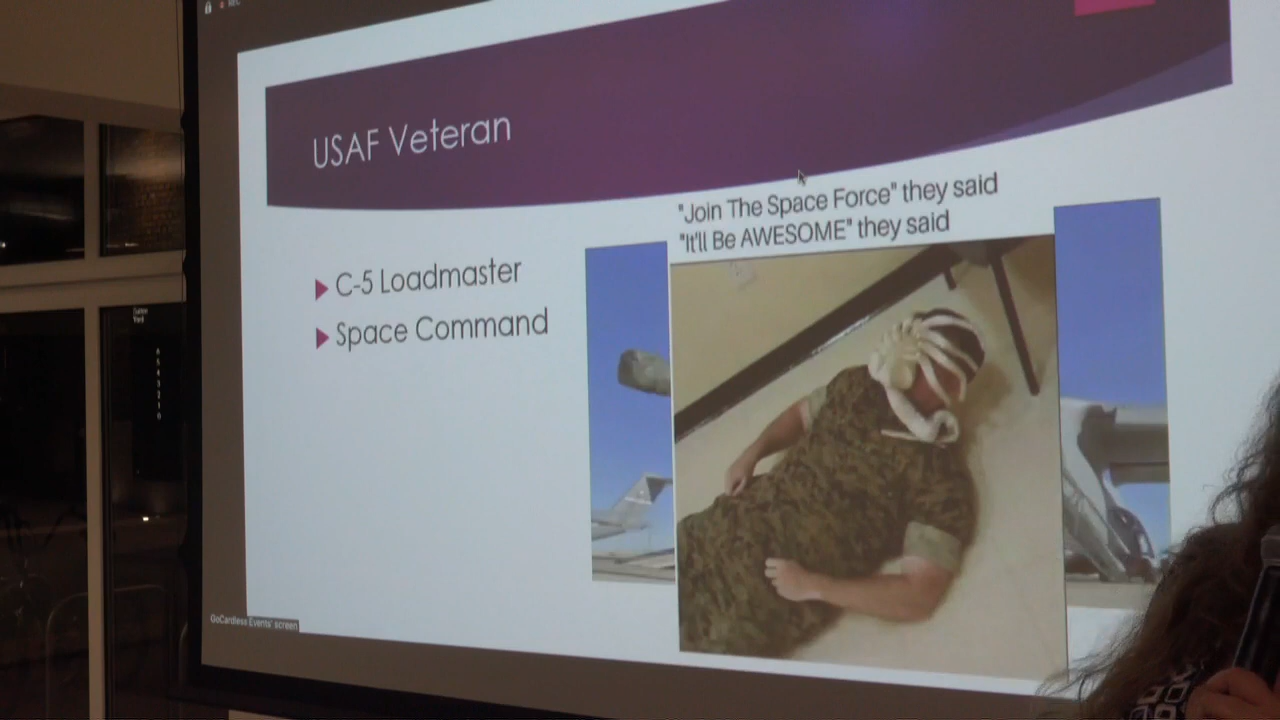 USAF Veteran
"Join The Space Force" they said
"It'll Be AWESOME" they said
C-5 Loadmaster
Space Command
GoCardless Events' screen